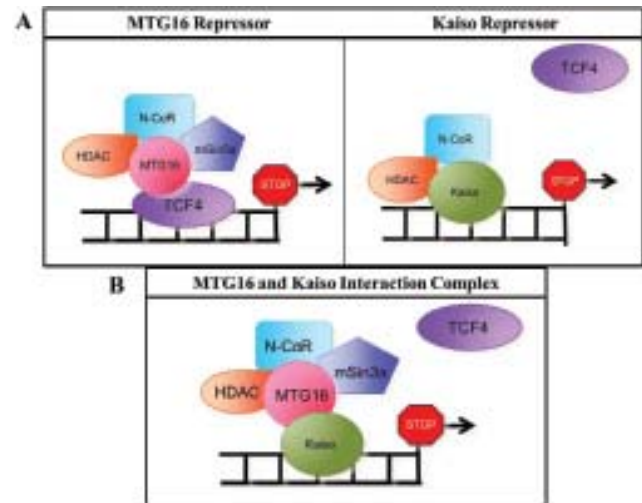 A
MTG16 Repressor
Kaiso Repressor
N-CoR
HDAC
mSin3a
MTG16
TCF4
STOP
TCF4
N-CoR
HDAC
Kaiso
STOP
B
MTG16 and Kaiso Interaction Complex
TCF4
N-CoR
mSin3a
HDAC
MTG16
Kaiso
STOP